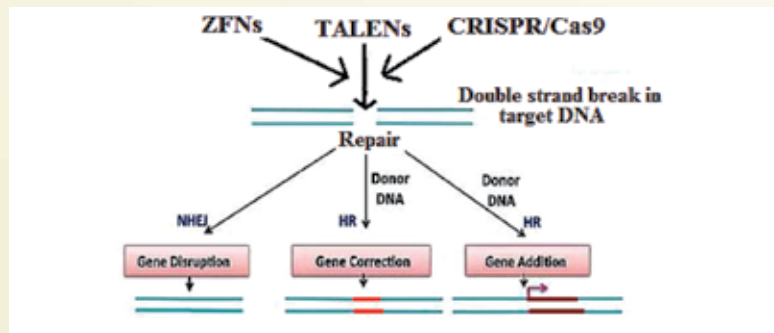 ZFNs TALENs CRISPR/Cas9
Double strand break in
target DNA
Repair
Donor
DNA
Donor
DNA
NHEJ
HR
HR
Gene Disruption
Gene Correction
Gene Addition